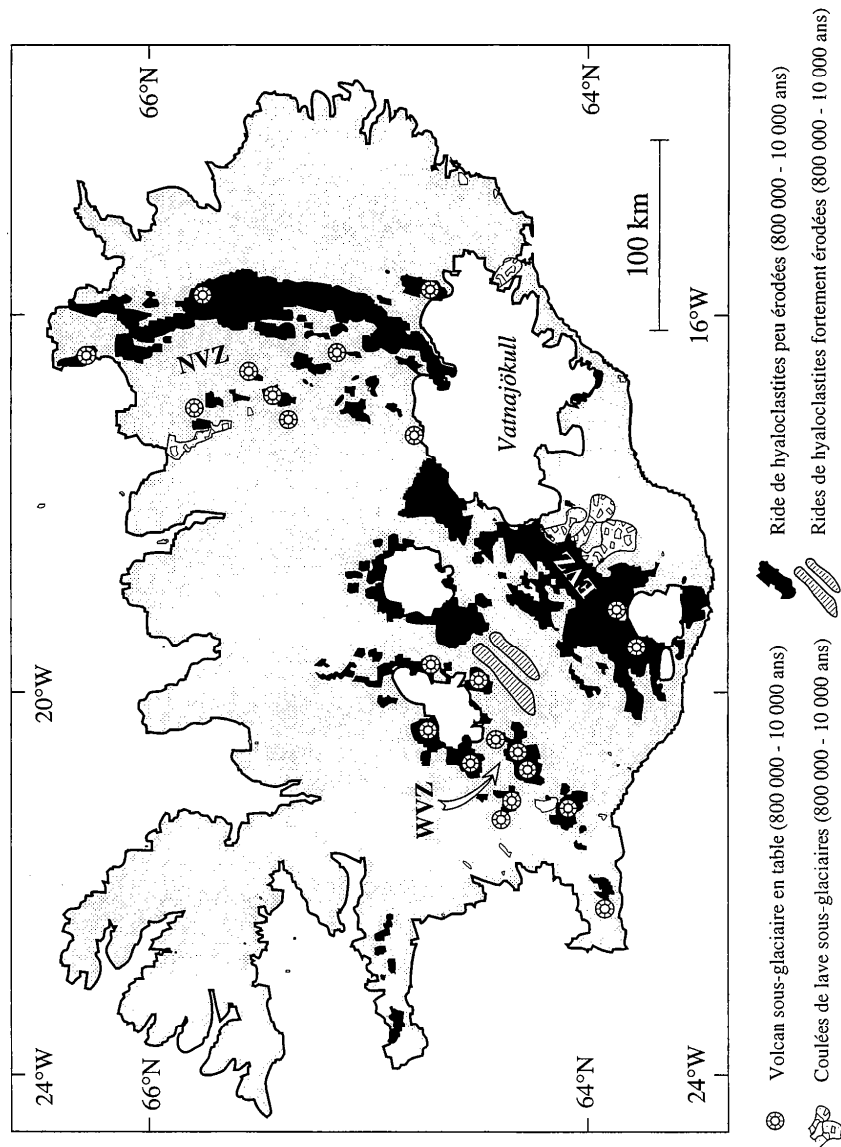 24°W
20°W
16°W
66°N
66°N
NVZ
WVZ
Vatnajökull
EVZ
64°N
64°N
100 km
24°W
16°W
Volcan sous-glaciaire en table (800 000 - 10 000 ans)
Ride de hyaloclastites peu érodées (800 000 - 10 000 ans)
Coulées de lave sous-glaciaires (800 000 - 10 000 ans)
Rides de hyaloclastites fortement érodées (800 000 - 10 000 ans)